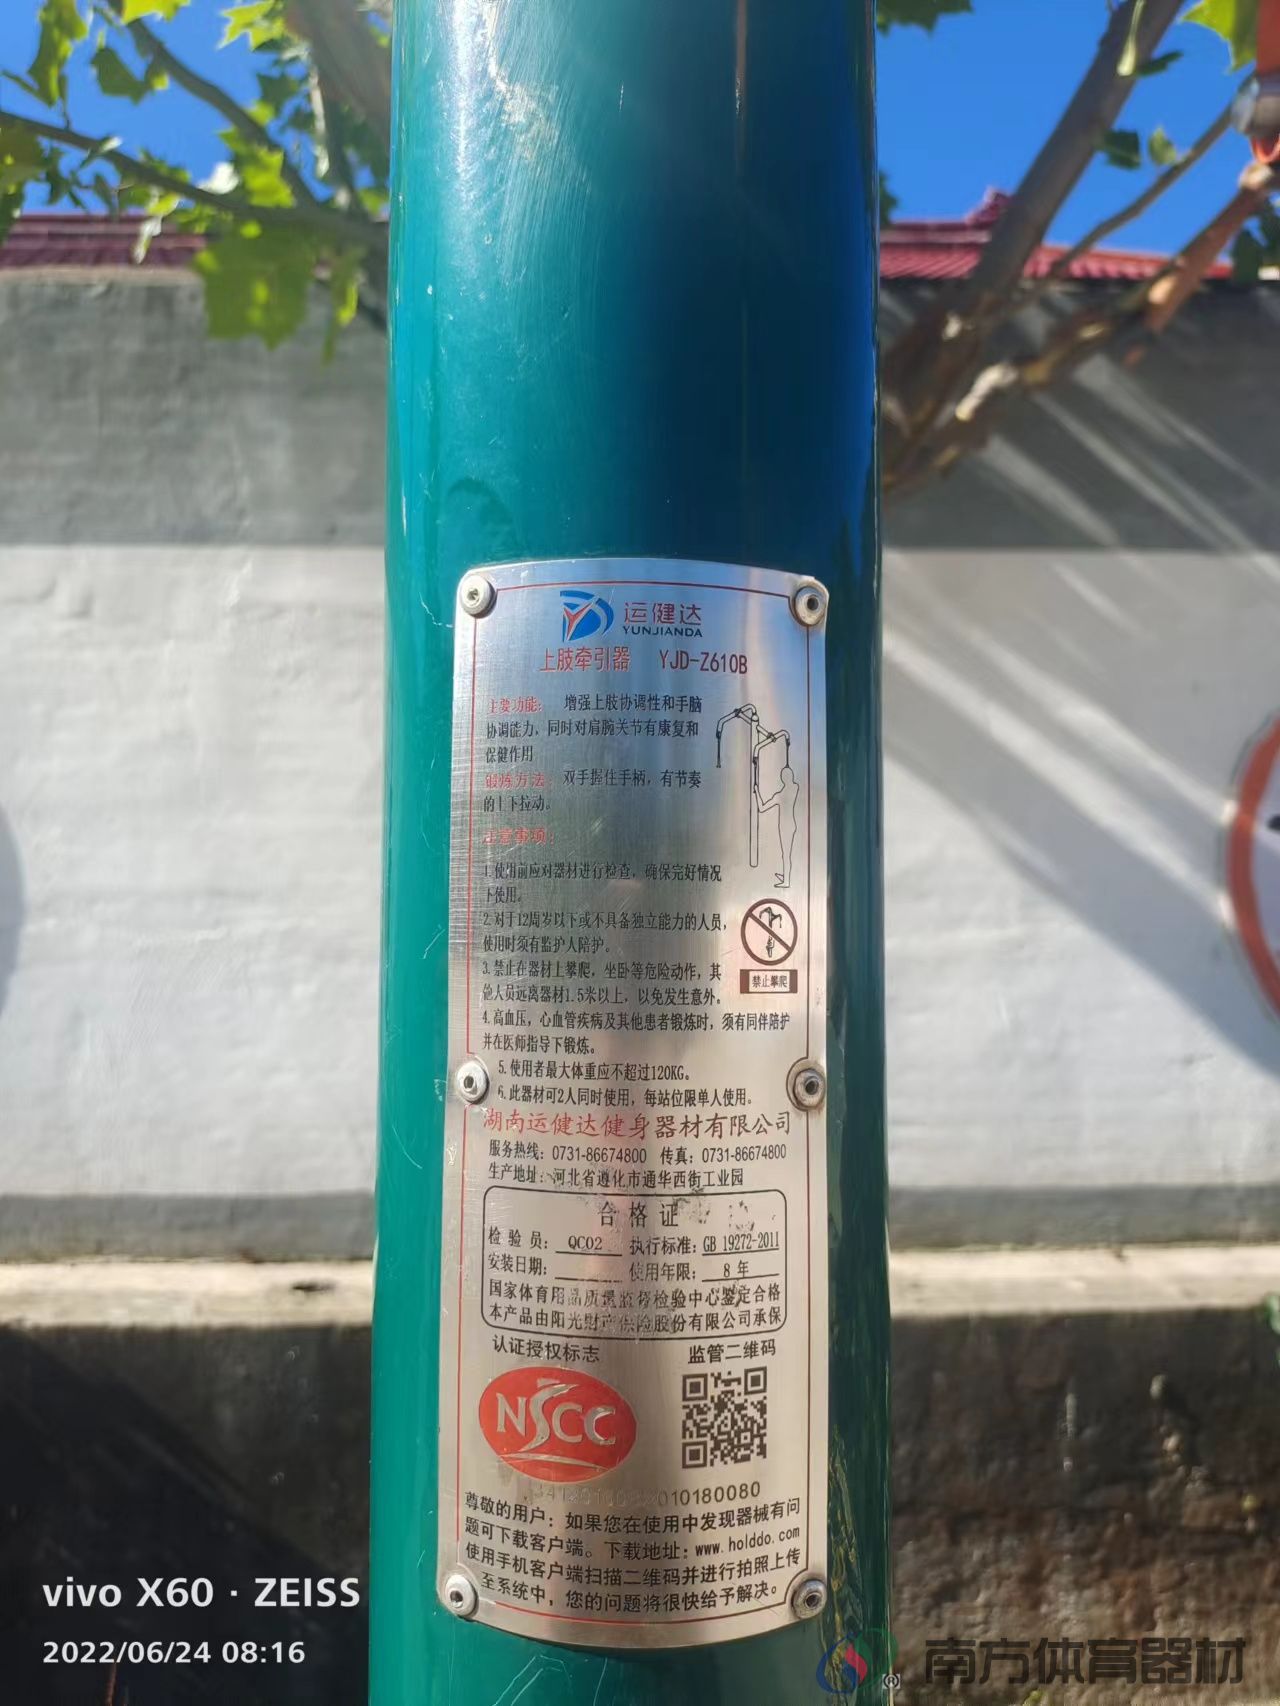 运健达
YUNJIANDA
上肢牵引器 YJD-Z610B
主要功能: 增强上肢协调性和手脑
协调能力，同时对肩腕关节有康复和
保健作用
锻炼方法: 双手握住手柄，有节奏
的上下拉动。
注意事项:
1.使用前应对器材进行检查，确保完好情况
下使用。
2.对于12周岁以下或不具备独立能力的人员，
使用时须有监护人陪护。
3.禁止在器材上攀爬，坐卧等危险动作，其
他人员远离器材1.5米以上，以免发生意外。
禁止攀爬
4.高血压，心血管疾病及其他患者锻炼时，须有同伴陪护
并在医师指导下锻炼。
5.使用者最大体重应不超过120KG。
6.此器材可2人同时使用，每站位限单人使用。
湖南运健达健身器材有限公司
服务热线: 0731-86674800 传真: 0731-86674800
生产地址: 河北省遵化市通华西街工业园
合格证
检验员: QC02 执行标准: GB 19272-2011
安装日期: 使用年限: 8 年
国家体育用品质量监督检验中心鉴定合格
本产品由阳光财产保险股份有限公司承保
认证授权标志 监管二维码
NSCC
010180080
尊敬的用户: 如果您在使用中发现器械有问
题可下载客户端。下载地址: www.holddo.com
使用手机客户端扫描二维码并进行拍照上传
至系统中，您的问题将很快给予解决。
vivo X60 · ZEISS
2022/06/24 08:16
南方体育器材